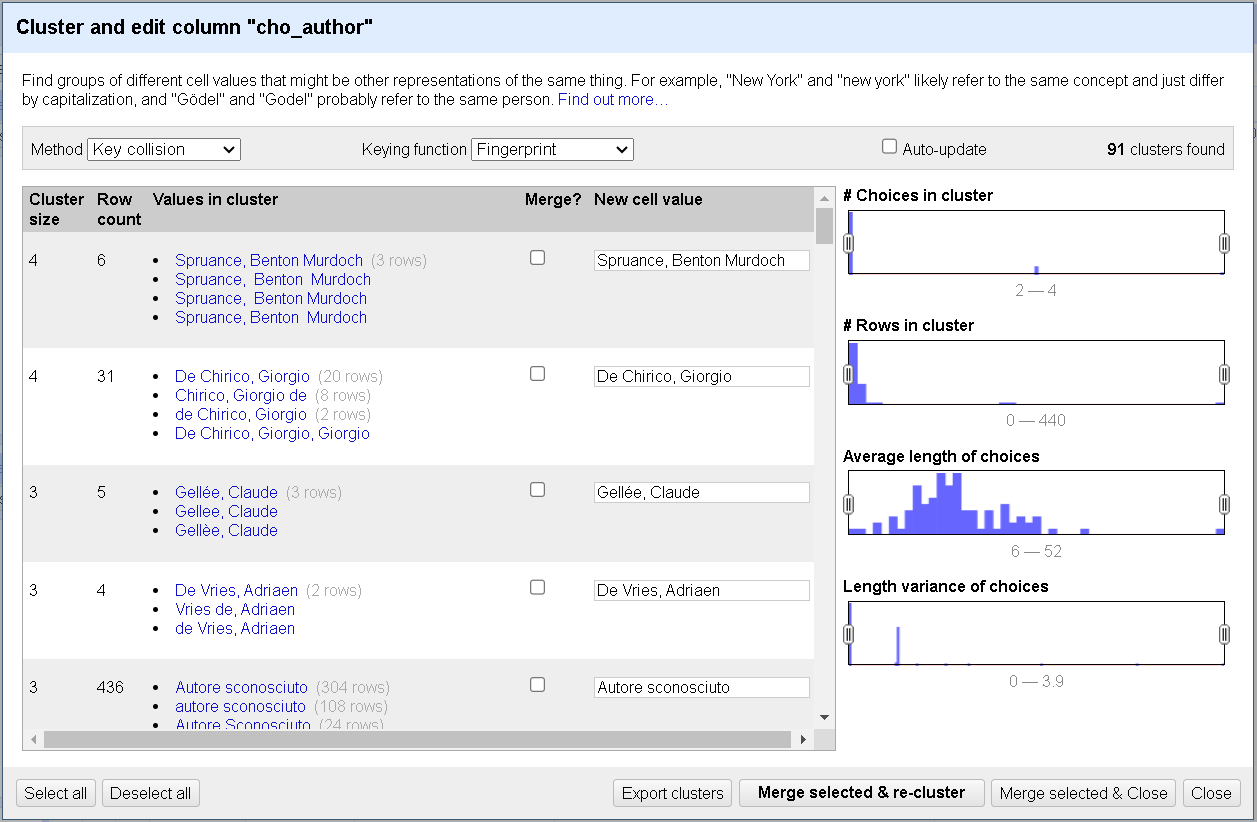 Cluster and edit column "cho_author"
Find groups of different cell values that might be other representations of the same thing. For example, "New York" and "new york" likely refer to the same concept and just differ
by capitalization, and "Gödel" and "Godel" probably refer to the same person. Find out more…
Method Key collision Keying function Fingerprint Auto-update 91 clusters found
Cluster size Row count Values in cluster Merge? New cell value
4 6 Spruance, Benton Murdoch (3 rows) Spruance, Benton Murdoch
Spruance,  Benton  Murdoch
Spruance,  Benton Murdoch
Spruance, Benton  Murdoch
4 31 De Chirico, Giorgio (20 rows) De Chirico, Giorgio
Chirico, Giorgio de (8 rows)
de Chirico, Giorgio (2 rows)
De Chirico, Giorgio, Giorgio
3 5 Gellée, Claude (3 rows) Gellée, Claude
Gellee, Claude
Gellèe, Claude
3 4 De Vries, Adriaen (2 rows) De Vries, Adriaen
Vries de, Adriaen
de Vries, Adriaen
3 436 Autore sconosciuto (304 rows) Autore sconosciuto
autore sconosciuto (108 rows)
Autore Sconosciuto (24 rows)
# Choices in cluster
2 — 4
# Rows in cluster
0 — 440
Average length of choices
6 — 52
Length variance of choices
0 — 3.9
Select all Deselect all Export clusters Merge selected & re-cluster Merge selected & Close Close